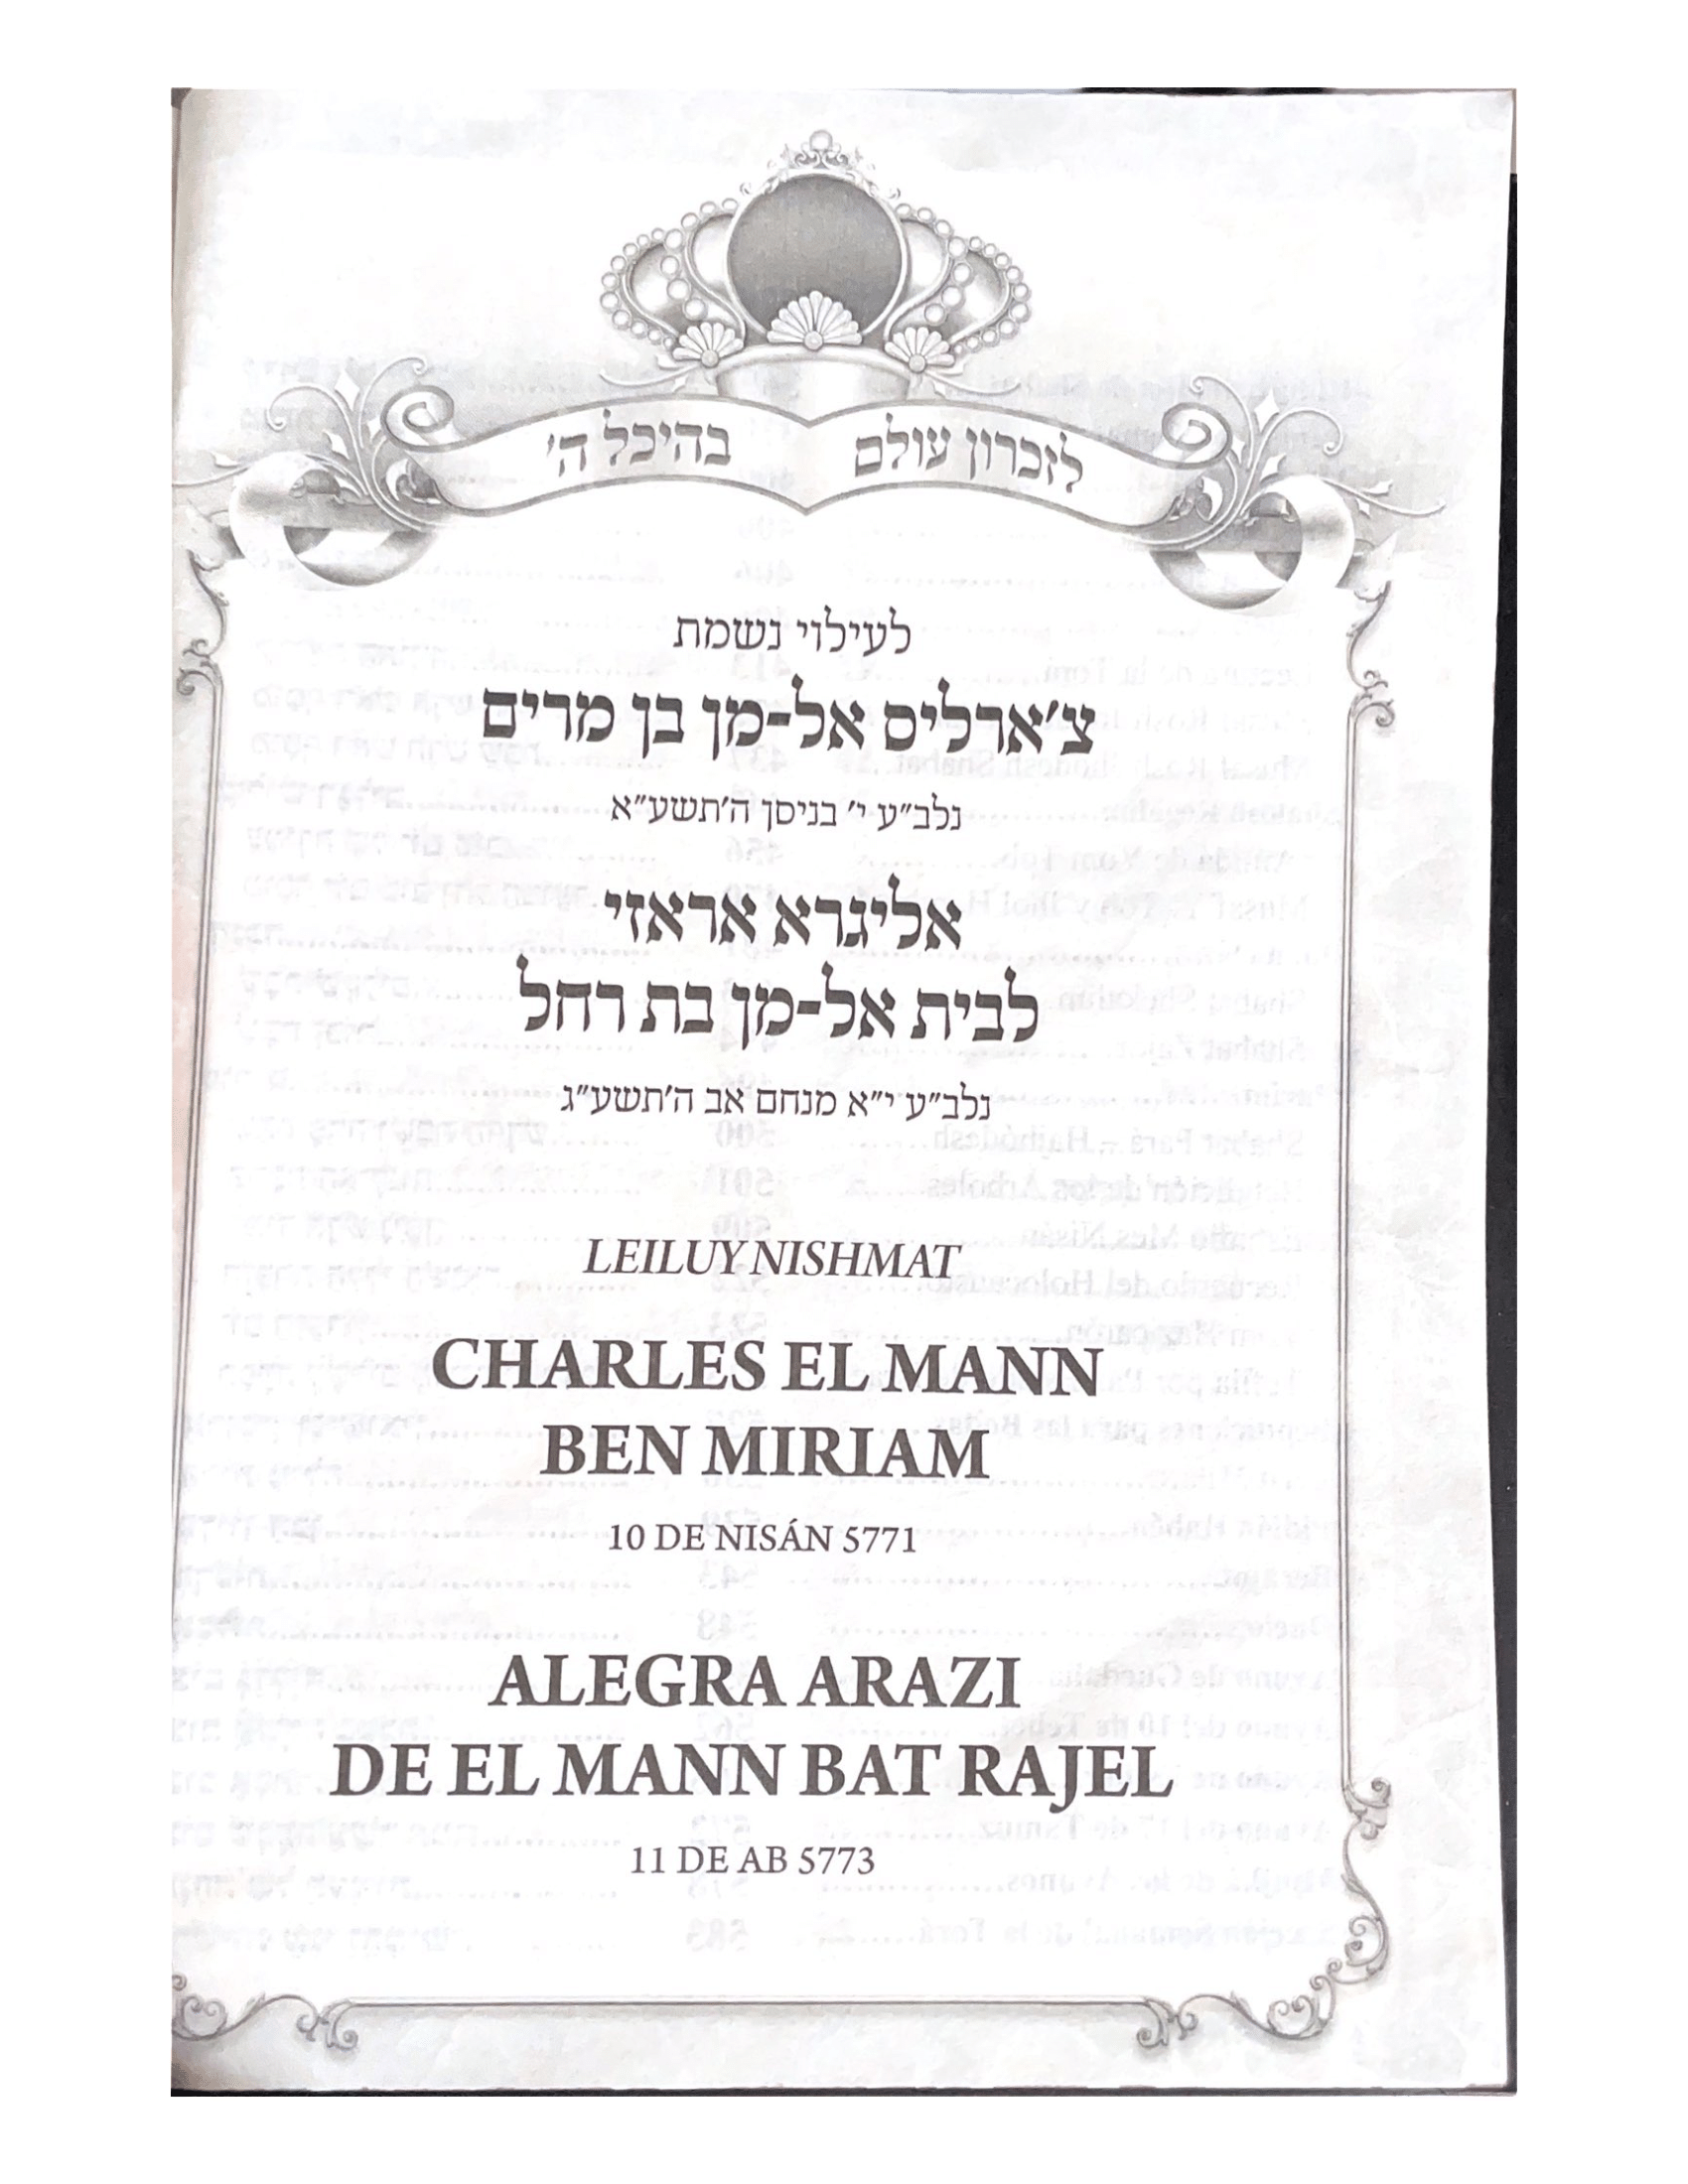 לזכרון עולם בהיכל ה׳
לעילוי נשמת
צ׳ארליס אל-מן בן מרים
נלב״ע י׳ בניסן ה׳תשע״א
אליגרא אראזי
לבית אל-מן בת רחל
נלב״ע י״א מנחם אב ה׳תשע״ג
LEILUY NISHMAT
CHARLES EL MANN
BEN MIRIAM
10 DE NISÁN 5771
ALEGRA ARAZI
DE EL MANN BAT RAJEL
11 DE AB 5773